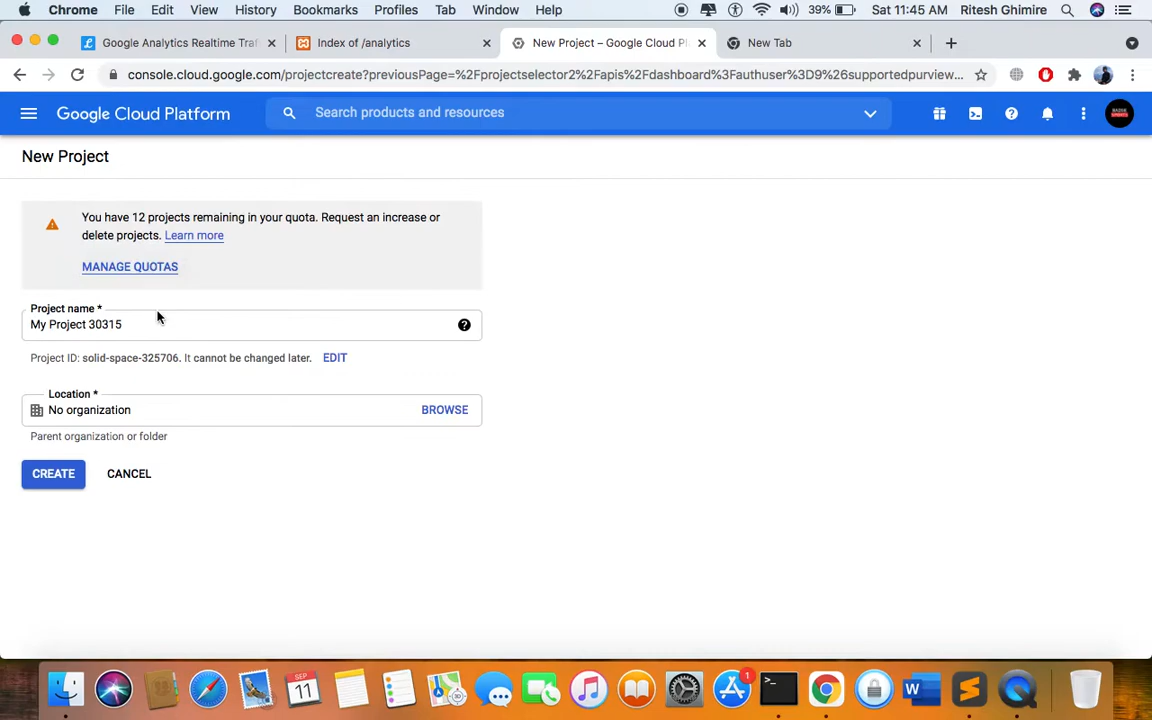 Chrome File Edit View History Bookmarks Profiles Tab Window Help 39% Sat 11:45 AM Ritesh Ghimire
Google Analytics Realtime Traf Index of /analytics New Project – Google Cloud Pl New Tab
console.cloud.google.com/projectcreate?previousPage=%2Fprojectselector2%2Fapis%2Fdashboard%3Fauthuser%3D9%26supportedpurview...
Google Cloud Platform Search products and resources
New Project
You have 12 projects remaining in your quota. Request an increase or
delete projects. Learn more
MANAGE QUOTAS
Project name *
My Project 30315
Project ID: solid-space-325706. It cannot be changed later. EDIT
Location *
No organization BROWSE
Parent organization or folder
CREATE CANCEL
SEP
11
1
W